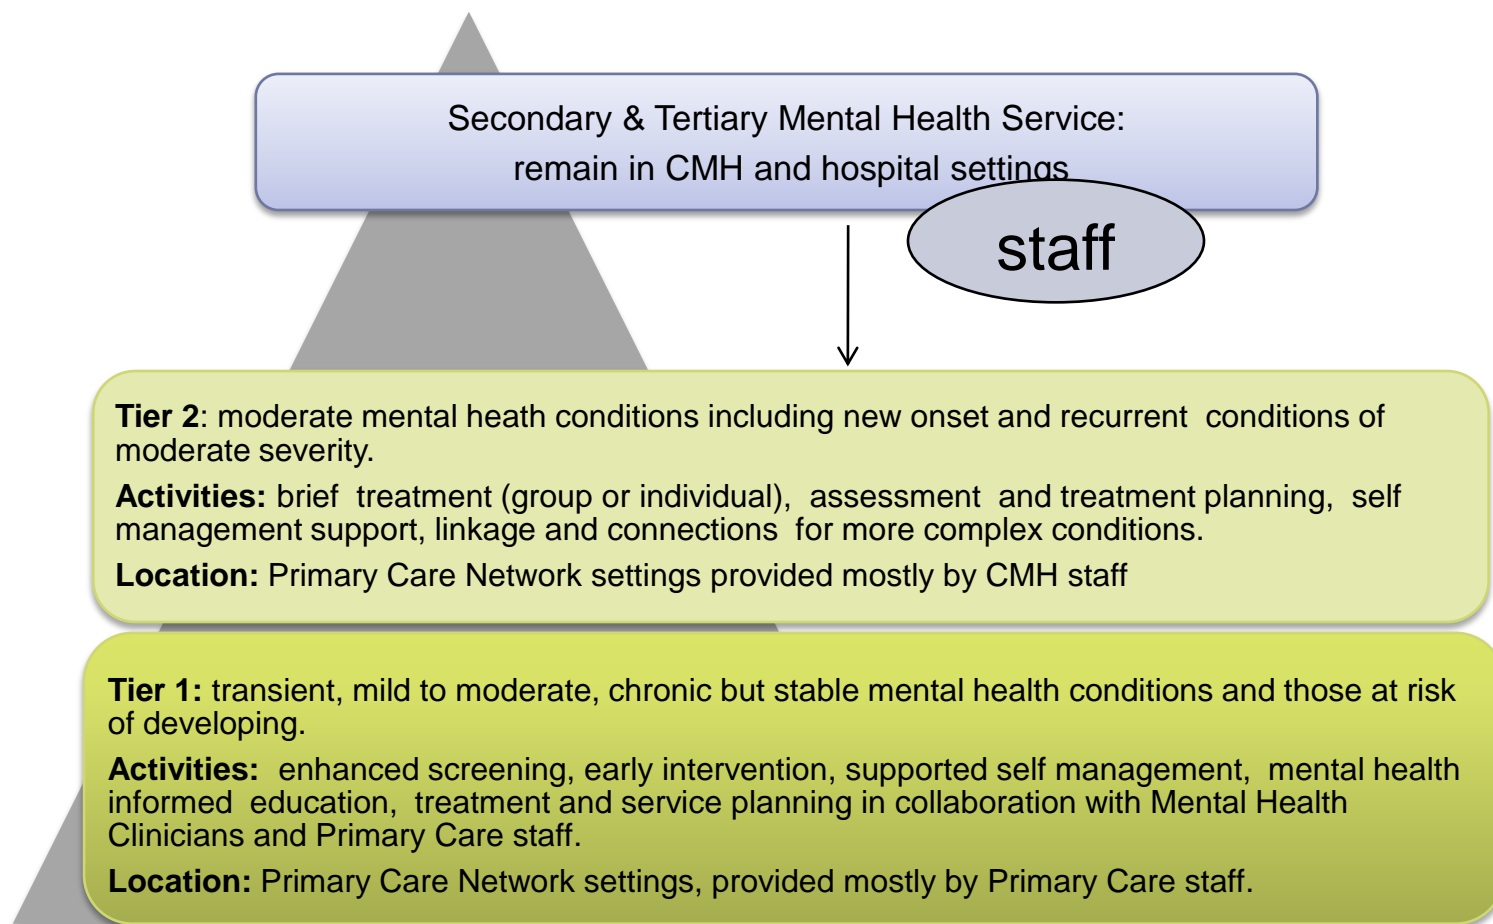 Secondary & Tertiary Mental Health Service:
remain in CMH and hospital settings
staff
Tier 2: moderate mental heath conditions including new onset and recurrent conditions of
moderate severity.
Activities: brief treatment (group or individual), assessment and treatment planning, self
management support, linkage and connections for more complex conditions.
Location: Primary Care Network settings provided mostly by CMH staff
Tier 1: transient, mild to moderate, chronic but stable mental health conditions and those at risk
of developing.
Activities: enhanced screening, early intervention, supported self management, mental health
informed education, treatment and service planning in collaboration with Mental Health
Clinicians and Primary Care staff.
Location: Primary Care Network settings, provided mostly by Primary Care staff.